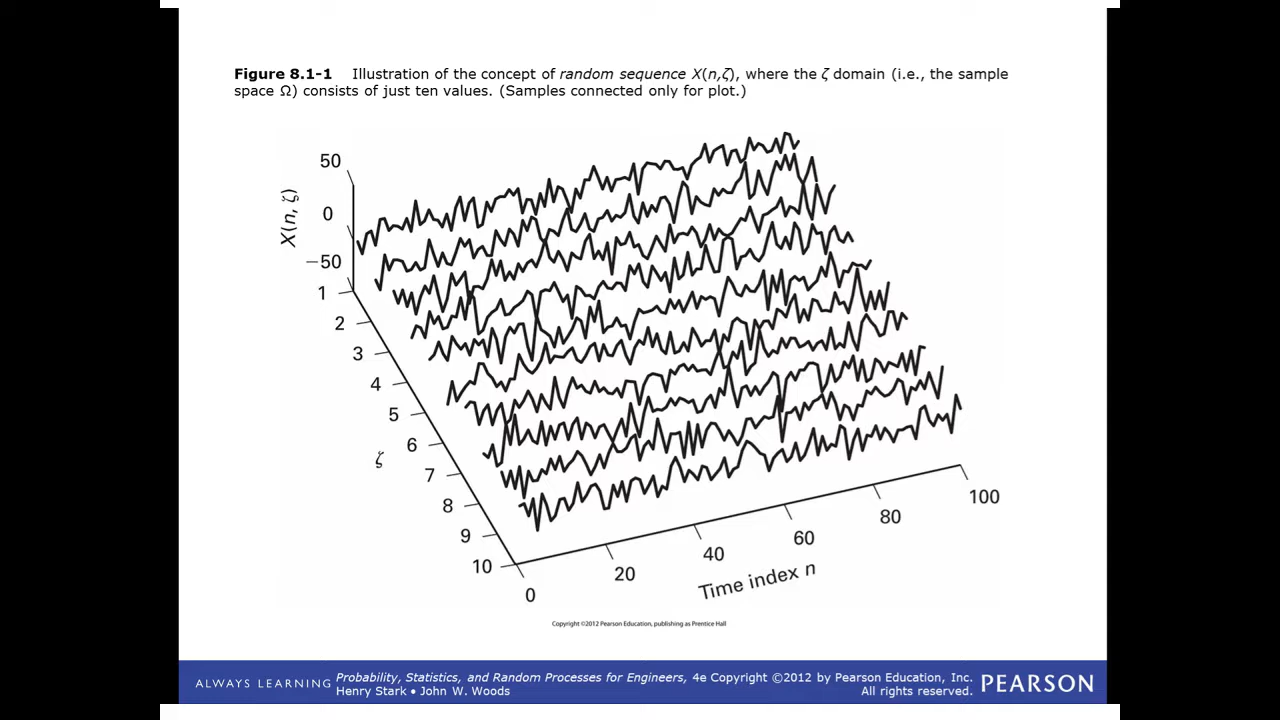 Figure 8.1-1 Illustration of the concept of random sequence X(n,ζ), where the ζ domain (i.e., the sample
space Ω) consists of just ten values. (Samples connected only for plot.)
50
0
−50
X(n, ζ)
1
2
3
4
5
6
7
8
9
10
ζ
0
20
40
60
80
100
Time index n
Copyright ©2012 Pearson Education, publishing as Prentice Hall
ALWAYS LEARNING
Probability, Statistics, and Random Processes for Engineers, 4e
Henry Stark • John W. Woods
Copyright ©2012 by Pearson Education, Inc.
All rights reserved.
PEARSON